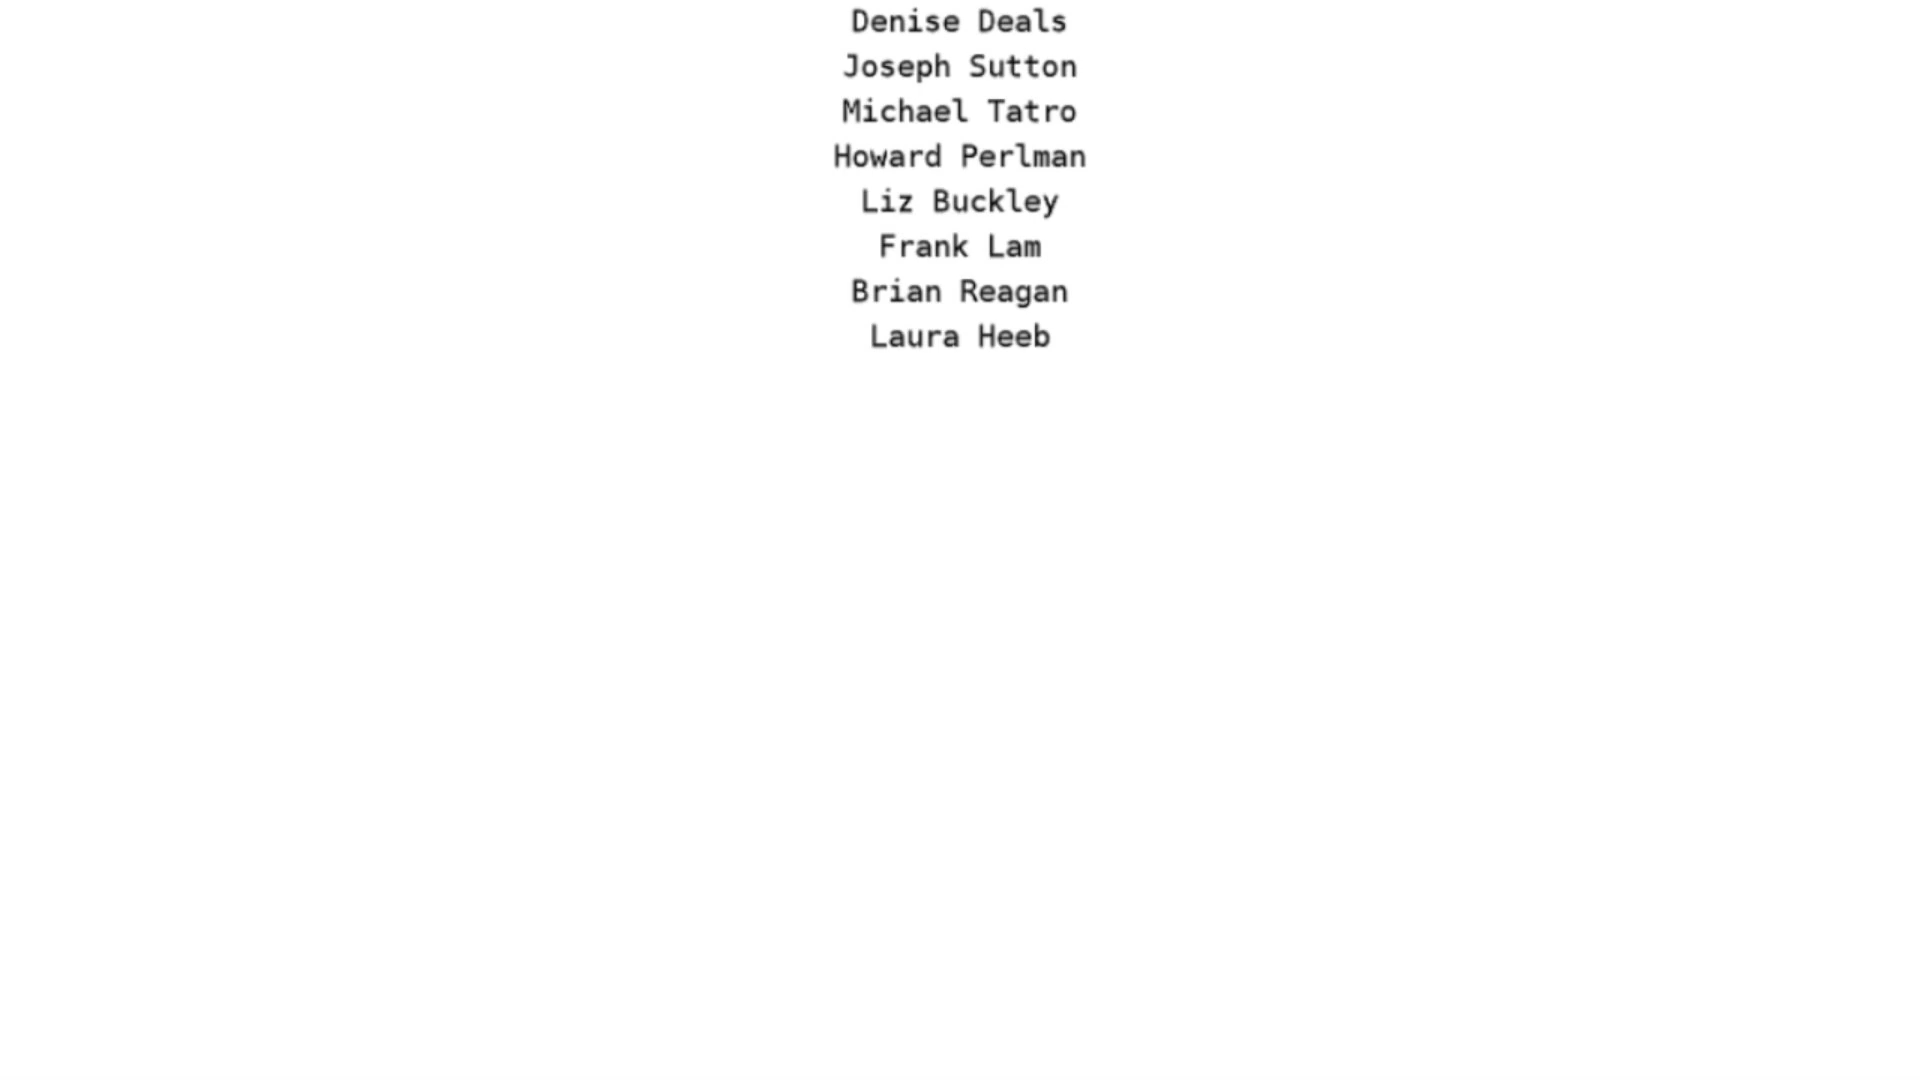 Denise Deals
Joseph Sutton
Michael Tatro
Howard Perlman
Liz Buckley
Frank Lam
Brian Reagan
Laura Heeb